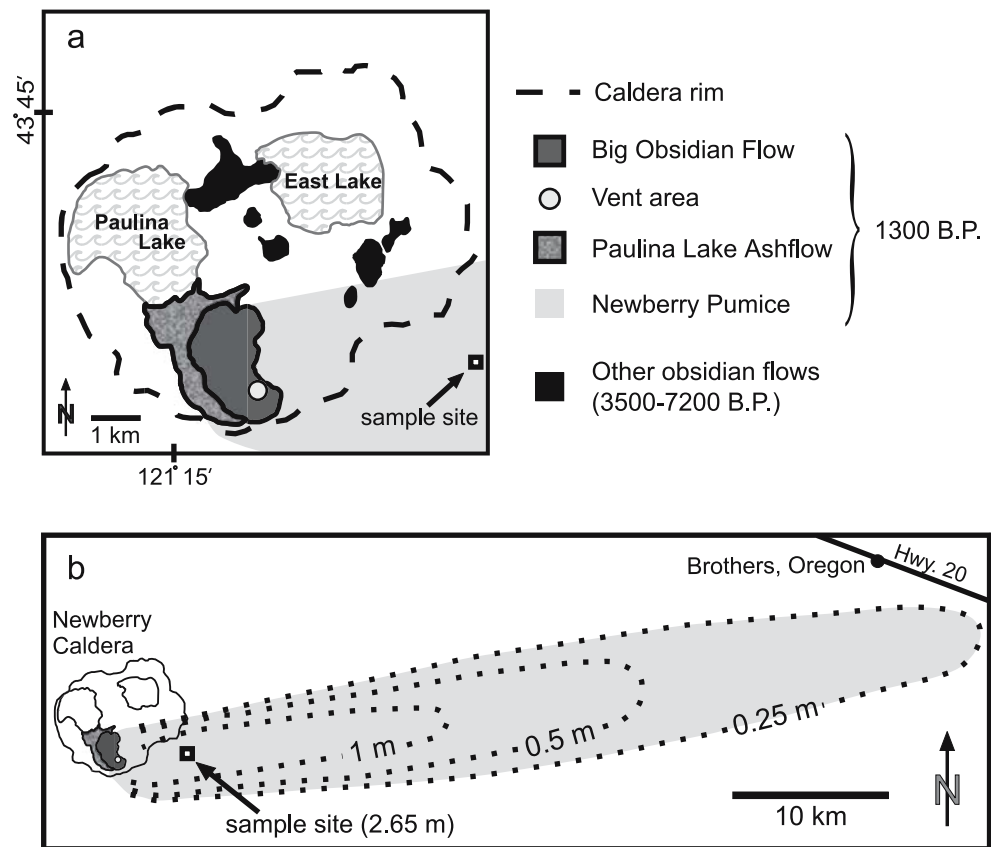 a
43° 45′
Paulina
Lake
East Lake
N
1 km
sample site
121° 15′
Caldera rim
Big Obsidian Flow
Vent area
Paulina Lake Ashflow
Newberry Pumice
1300 B.P.
Other obsidian flows
(3500-7200 B.P.)
b
Newberry
Caldera
Brothers, Oregon
Hwy. 20
1 m
0.5 m
0.25 m
sample site (2.65 m)
10 km
N